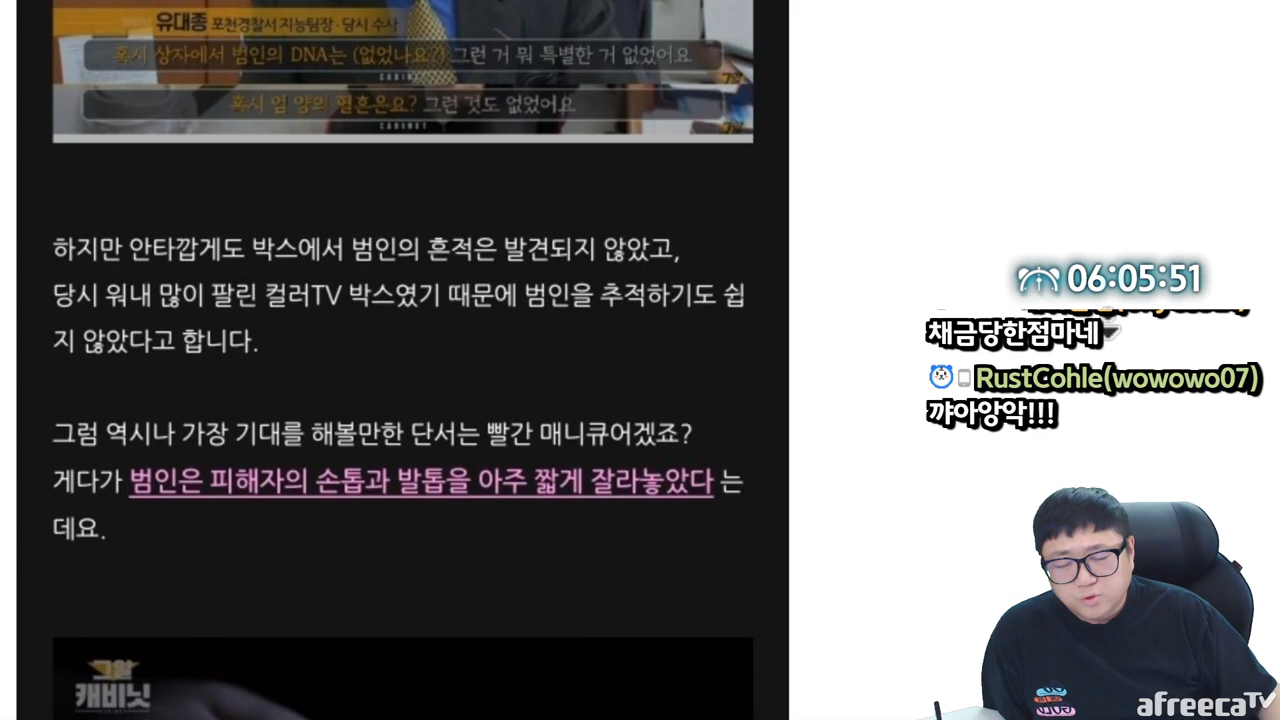 유대종 포천경찰서 지능팀장 · 당시 수사
혹시 상자에서 범인의 DNA는 (없었나요?) 그런 거 뭐 특별한 거 없었어요
CABINET
혹시 엄 양의 혈흔은요? 그런 것도 없었어요
CABINET
하지만 안타깝게도 박스에서 범인의 흔적은 발견되지 않았고,
당시 워내 많이 팔린 컬러TV 박스였기 때문에 범인을 추적하기도 쉽
지 않았다고 합니다.
그럼 역시나 가장 기대를 해볼만한 단서는 빨간 매니큐어겠죠?
게다가 범인은 피해자의 손톱과 발톱을 아주 짧게 잘라놓았다 는
데요.
그알
캐비닛
06:05:51
채금당한점마네
RustCohle(wowowo07)
꺄아앙악!!!
afreecaTV